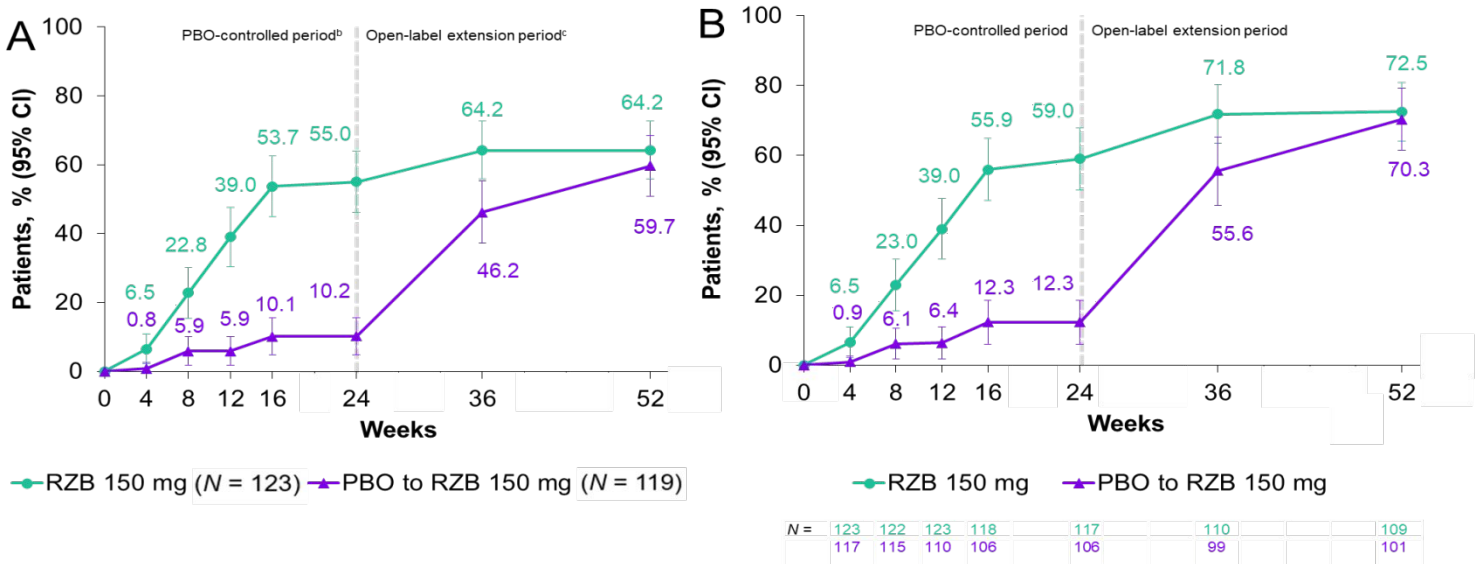 A
Patients, % (95% CI)
100
80
60
40
20
0
PBO-controlled periodᵇ
Open-label extension periodᶜ
6.5
22.8
39.0
53.7
55.0
64.2
64.2
0.8
5.9
5.9
10.1
10.2
46.2
59.7
0 4 8 12 16 24 36 52
Weeks
RZB 150 mg (N = 123) PBO to RZB 150 mg (N = 119)
B
Patients, % (95% CI)
100
80
60
40
20
0
PBO-controlled period
Open-label extension period
6.5
23.0
39.0
55.9
59.0
71.8
72.5
0.9
6.1
6.4
12.3
12.3
55.6
70.3
0 4 8 12 16 24 36 52
Weeks
RZB 150 mg PBO to RZB 150 mg
N = 123 122 123 118 117 110 109
117 115 110 106 106 99 101